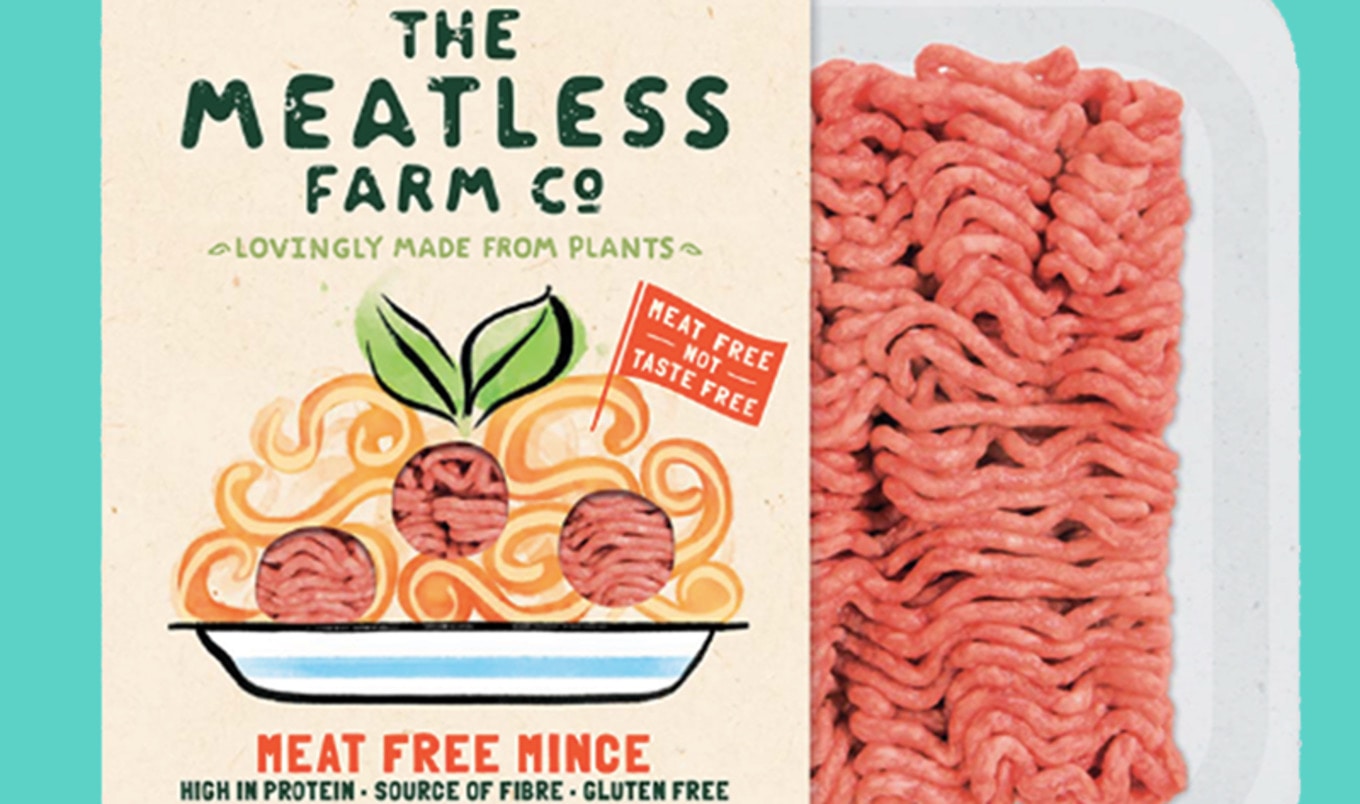 THE
MEATLESS
FARM Cº
LOVINGLY MADE FROM PLANTS
MEAT FREE
NOT
TASTE FREE
MEAT FREE MINCE
HIGH IN PROTEIN · SOURCE OF FIBRE · GLUTEN FREE